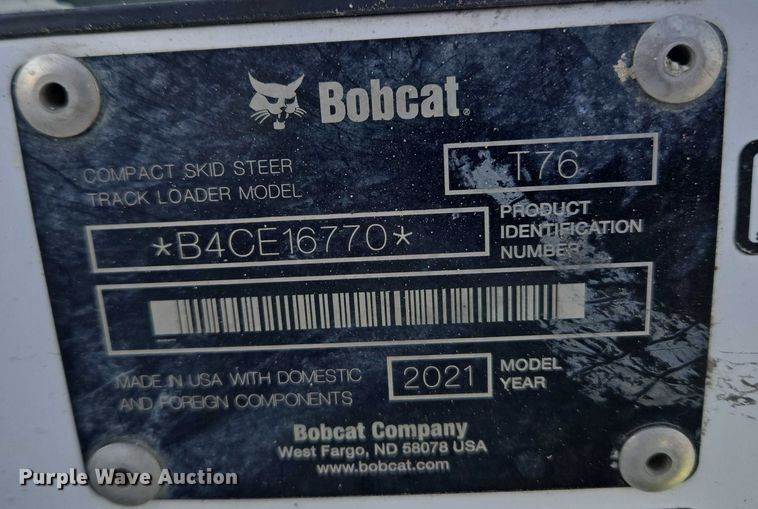 Bobcat®
COMPACT SKID STEER
TRACK LOADER MODEL
T76
*B4CE16770*
PRODUCT
IDENTIFICATION
NUMBER
MADE IN USA WITH DOMESTIC
AND FOREIGN COMPONENTS
2021
MODEL
YEAR
Bobcat Company
West Fargo, ND 58078 USA
www.bobcat.com
Purple Wave Auction